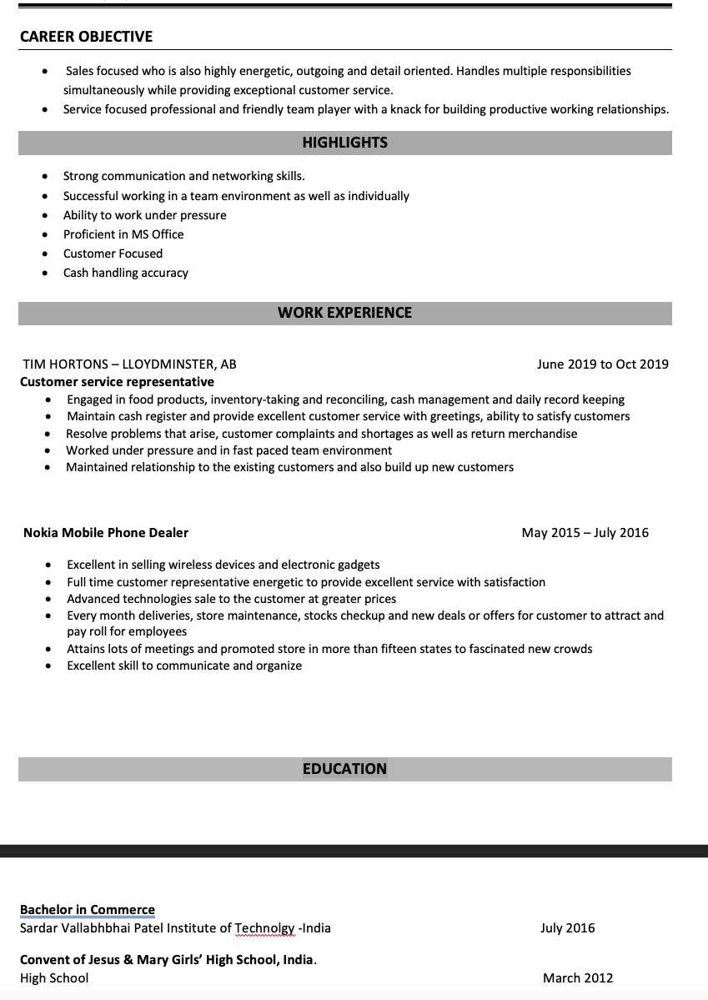 CAREER OBJECTIVE
• Sales focused who is also highly energetic, outgoing and detail oriented. Handles multiple responsibilities
simultaneously while providing exceptional customer service.
• Service focused professional and friendly team player with a knack for building productive working relationships.
HIGHLIGHTS
• Strong communication and networking skills.
• Successful working in a team environment as well as individually
• Ability to work under pressure
• Proficient in MS Office
• Customer Focused
• Cash handling accuracy
WORK EXPERIENCE
TIM HORTONS – LLOYDMINSTER, AB June 2019 to Oct 2019
Customer service representative
• Engaged in food products, inventory-taking and reconciling, cash management and daily record keeping
• Maintain cash register and provide excellent customer service with greetings, ability to satisfy customers
• Resolve problems that arise, customer complaints and shortages as well as return merchandise
• Worked under pressure and in fast paced team environment
• Maintained relationship to the existing customers and also build up new customers
Nokia Mobile Phone Dealer May 2015 – July 2016
• Excellent in selling wireless devices and electronic gadgets
• Full time customer representative energetic to provide excellent service with satisfaction
• Advanced technologies sale to the customer at greater prices
• Every month deliveries, store maintenance, stocks checkup and new deals or offers for customer to attract and
pay roll for employees
• Attains lots of meetings and promoted store in more than fifteen states to fascinated new crowds
• Excellent skill to communicate and organize
EDUCATION
Bachelor in Commerce
Sardar Vallabhbhai Patel Institute of Technolgy -India July 2016
Convent of Jesus & Mary Girls’ High School, India.
High School March 2012